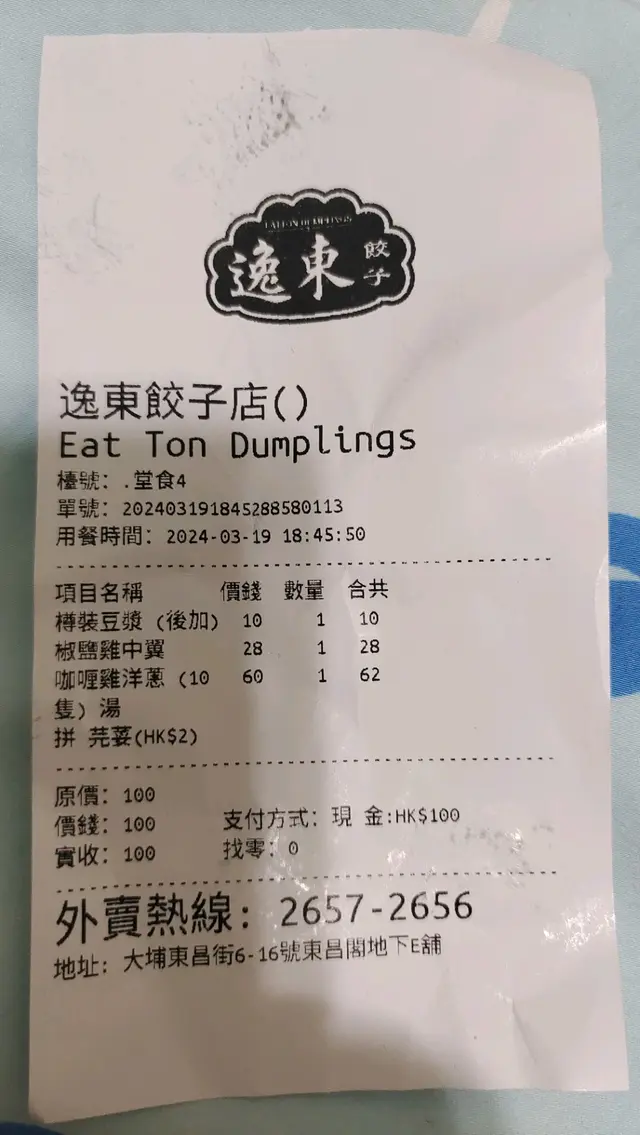 EAT TON DUMPLINGS
逸東 餃子
逸東餃子店()
Eat Ton Dumplings
檯號: .堂食4
單號: 202403191845288580113
用餐時間: 2024-03-19 18:45:50
項目名稱 價錢 數量 合共
樽裝豆漿 (後加) 10 1 10
椒鹽雞中翼 28 1 28
咖喱雞洋蔥 (10 60 1 62
隻) 湯
拼 芫荽(HK$2)
原價: 100
價錢: 100 支付方式: 現 金:HK$100
實收: 100 找零: 0
外賣熱線: 2657-2656
地址: 大埔東昌街6-16號東昌閣地下E舖